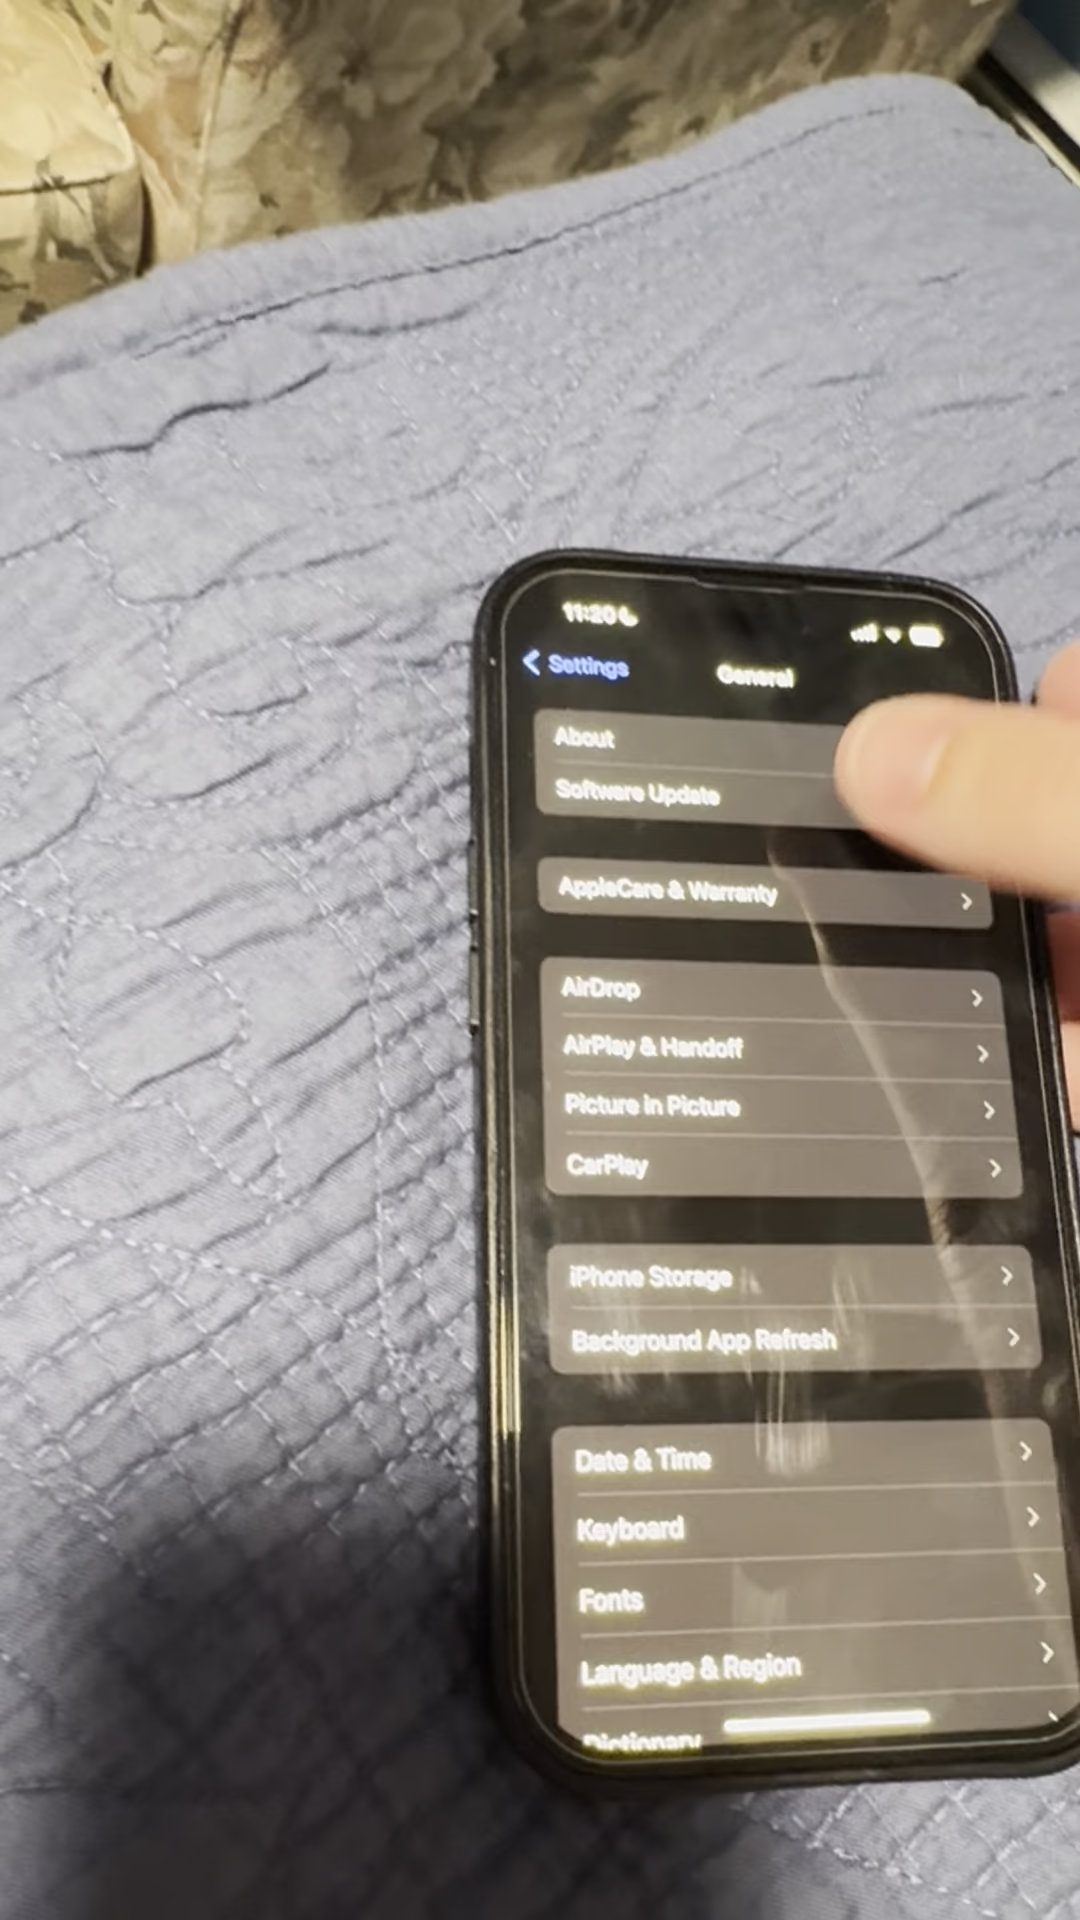 11:20
Settings
General
About
Software Update
AppleCare & Warranty
AirDrop
AirPlay & Handoff
Picture in Picture
CarPlay
iPhone Storage
Background App Refresh
Date & Time
Keyboard
Fonts
Language & Region
Dictionary